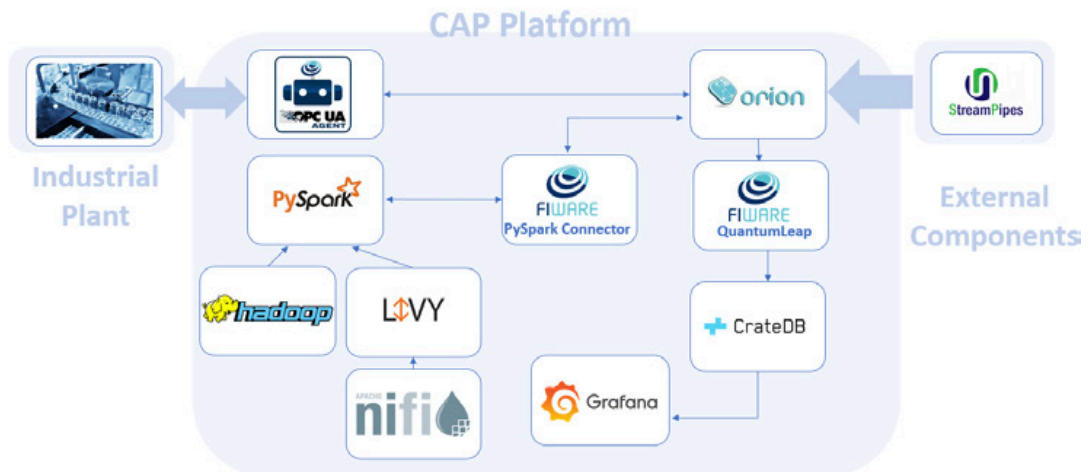 CAP Platform
OPC UA
AGENT
orion
StreamPipes
Industrial
Plant
PySpark
FIWARE
PySpark Connector
FIWARE
QuantumLeap
External
Components
hadoop
LIVY
CrateDB
APACHE
nifi
Grafana